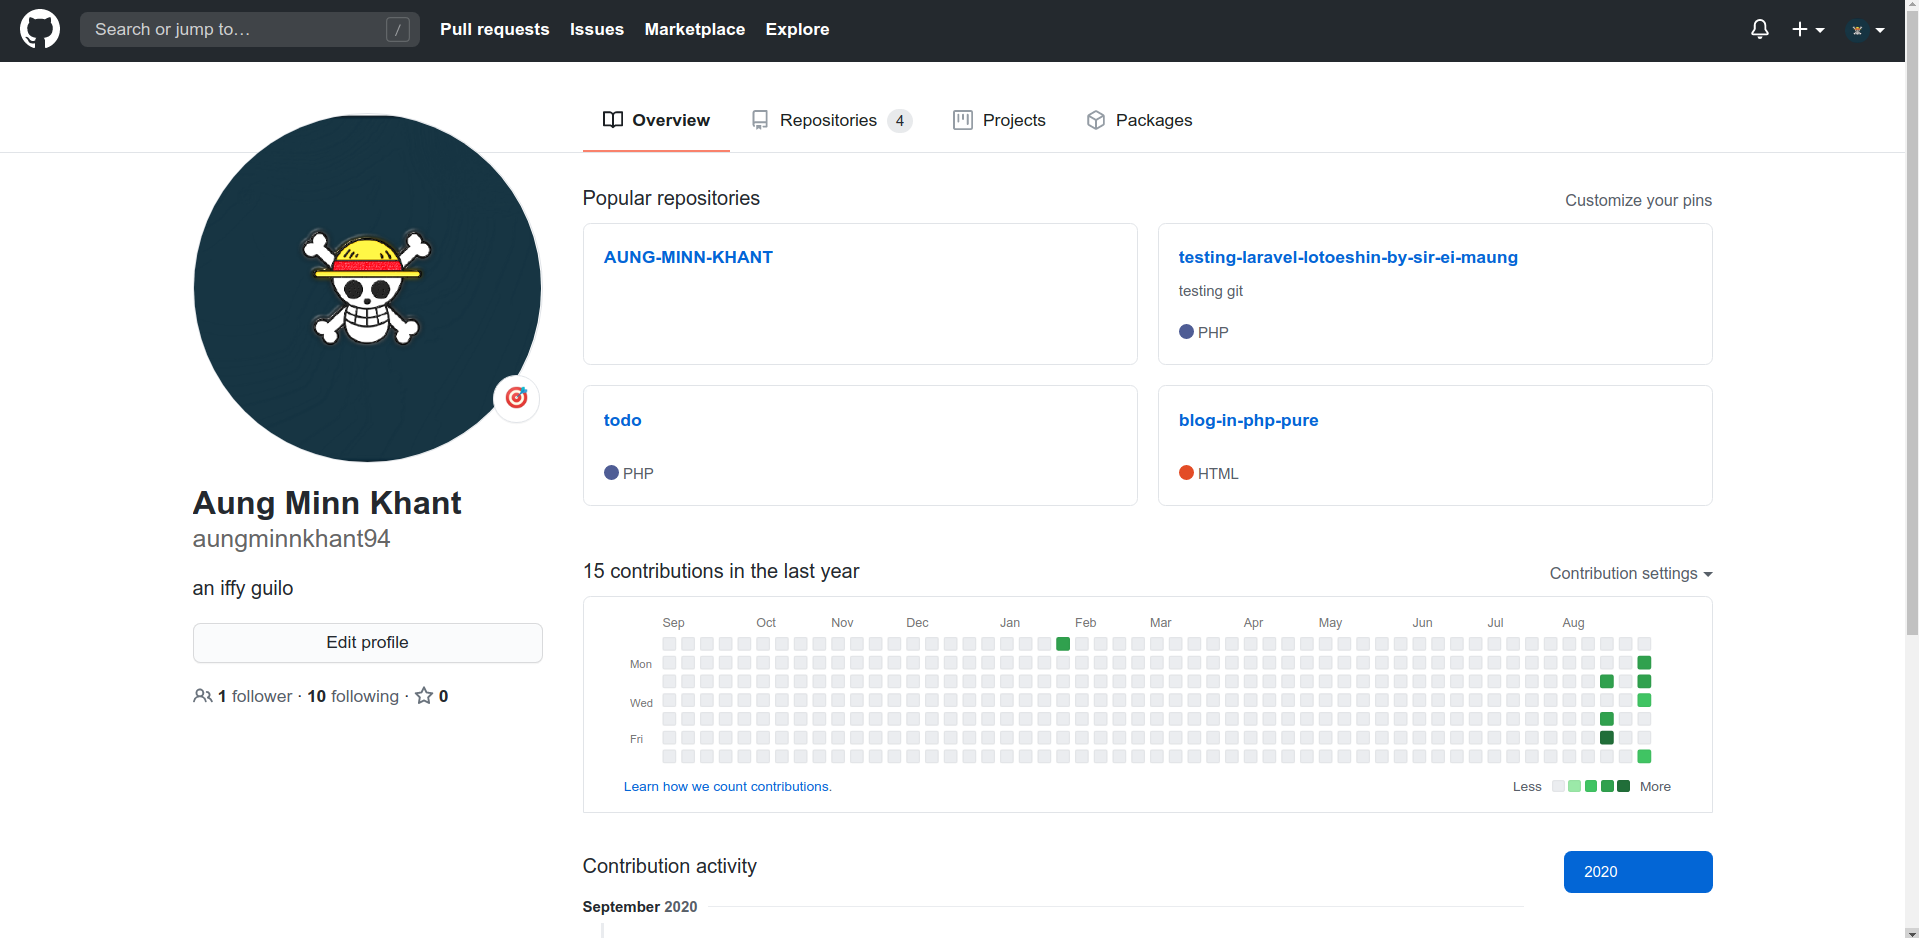 Search or jump to…
/
Pull requests
Issues
Marketplace
Explore
Overview
Repositories 4
Projects
Packages
Aung Minn Khant
aungminnkhant94
an iffy guilo
Edit profile
1 follower · 10 following · 0
Popular repositories
Customize your pins
AUNG-MINN-KHANT
testing-laravel-lotoeshin-by-sir-ei-maung
testing git
PHP
todo
PHP
blog-in-php-pure
HTML
15 contributions in the last year
Contribution settings
Sep Oct Nov Dec Jan Feb Mar Apr May Jun Jul Aug
Mon
Wed
Fri
Learn how we count contributions.
Less More
Contribution activity
2020
September 2020